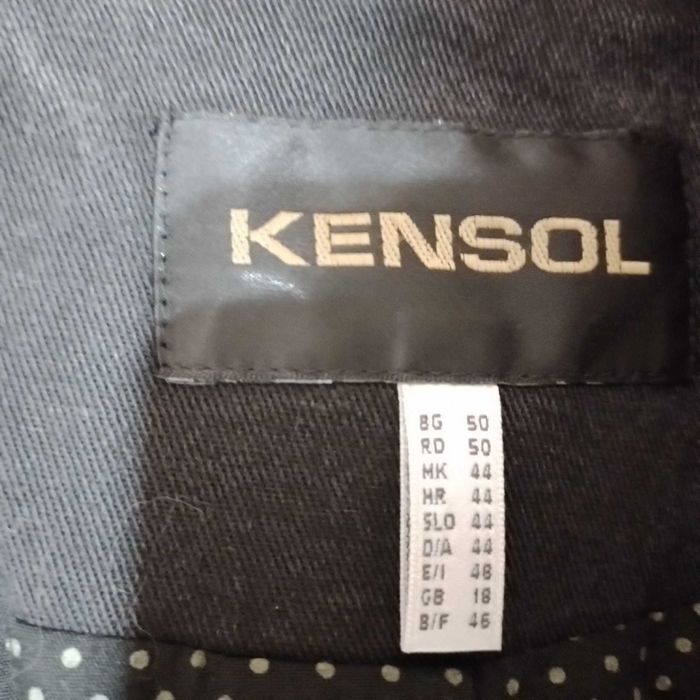 KENSOL
BG 50
RO 50
MK 44
HR 44
SLO 44
D/A 44
E/I 48
GB 18
B/F 46